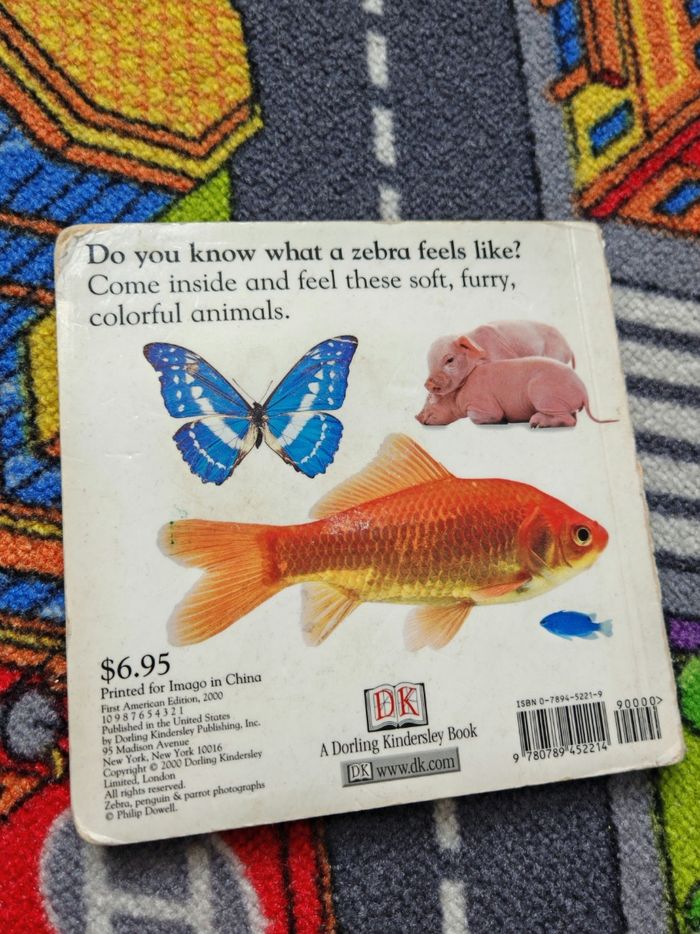 Do you know what a zebra feels like?
Come inside and feel these soft, furry,
colorful animals.
$6.95
Printed for Imago in China
First American Edition, 2000
10 9 8 7 6 5 4 3 2 1
Published in the United States
by Dorling Kindersley Publishing, Inc.
95 Madison Avenue
New York, New York 10016
Copyright © 2000 Dorling Kindersley
Limited, London
All rights reserved.
Zebra, penguin & parrot photographs
© Philip Dowell.
DK
A Dorling Kindersley Book
DK www.dk.com
ISBN 0-7894-5221-9
90000>
9 780789 452214
H